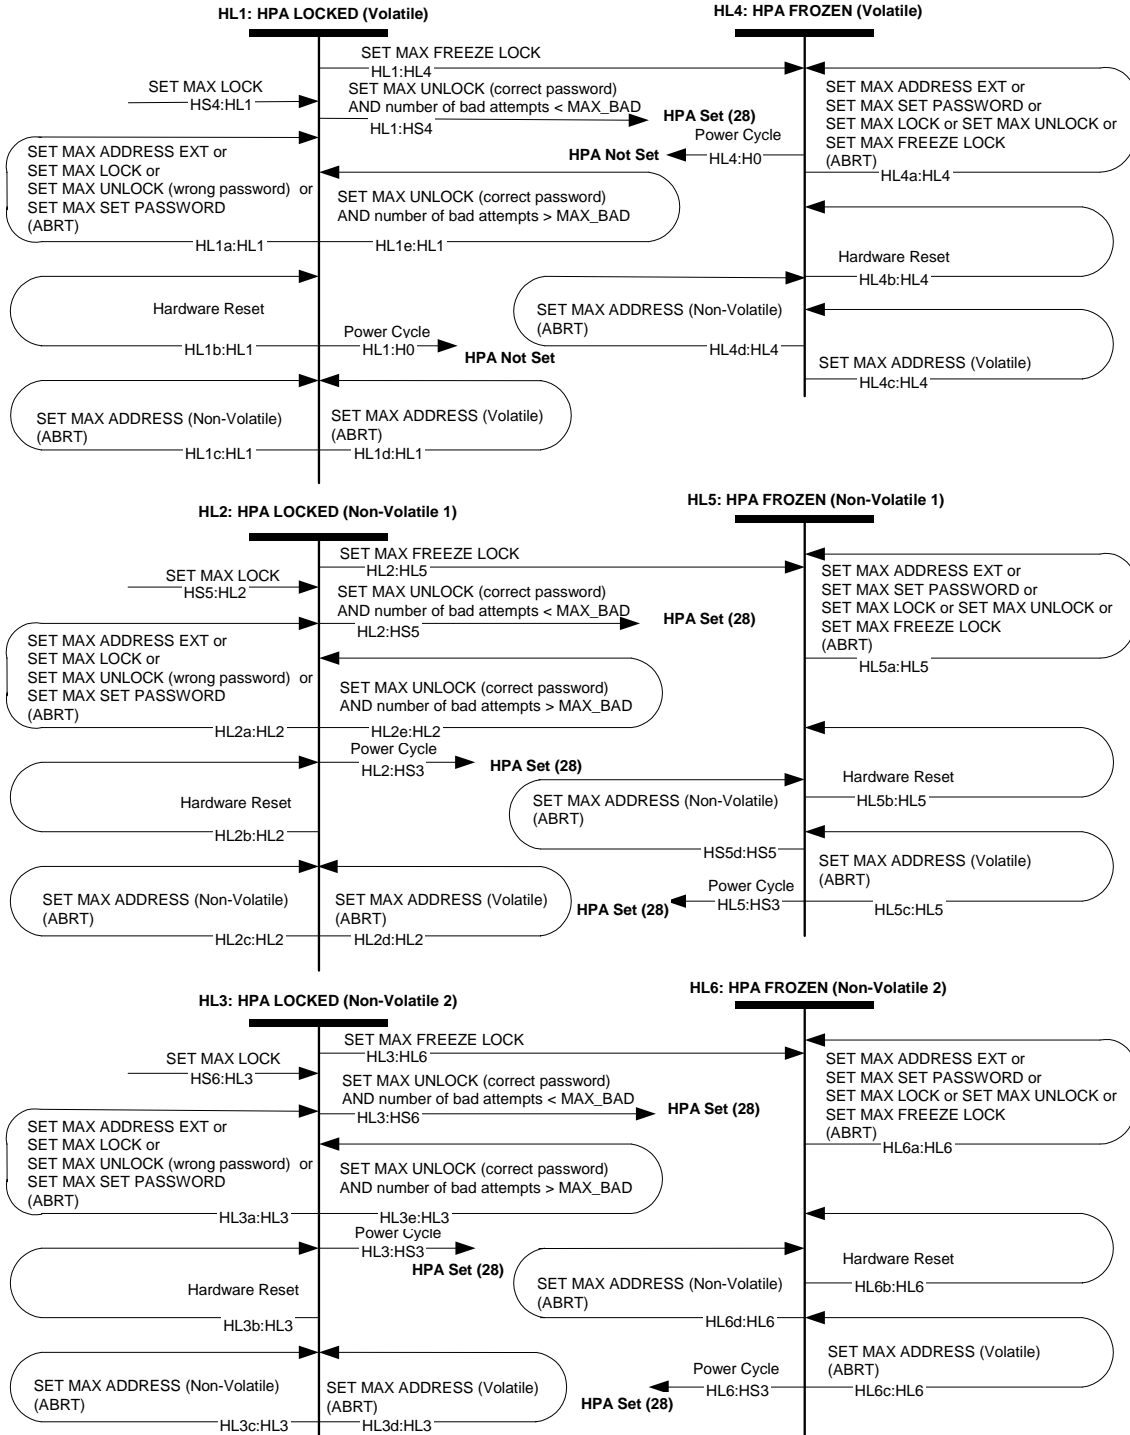 HL1: HPA LOCKED (Volatile)
SET MAX FREEZE LOCK
HL1:HL4
SET MAX LOCK
HS4:HL1
SET MAX UNLOCK (correct password)
AND number of bad attempts < MAX_BAD
HL1:HS4
HPA Set (28)
SET MAX ADDRESS EXT or
SET MAX LOCK or
SET MAX UNLOCK (wrong password) or
SET MAX SET PASSWORD
(ABRT)
HL1a:HL1
SET MAX UNLOCK (correct password)
AND number of bad attempts > MAX_BAD
HL1e:HL1
Hardware Reset
HL1b:HL1
Power Cycle
HL1:H0
HPA Not Set
SET MAX ADDRESS (Non-Volatile)
(ABRT)
HL1c:HL1
SET MAX ADDRESS (Volatile)
(ABRT)
HL1d:HL1
HL4: HPA FROZEN (Volatile)
SET MAX ADDRESS EXT or
SET MAX SET PASSWORD or
SET MAX LOCK or SET MAX UNLOCK or
SET MAX FREEZE LOCK
(ABRT)
HL4a:HL4
Power Cycle
HPA Not Set
HL4:H0
Hardware Reset
HL4b:HL4
SET MAX ADDRESS (Non-Volatile)
(ABRT)
HL4d:HL4
SET MAX ADDRESS (Volatile)
HL4c:HL4
HL2: HPA LOCKED (Non-Volatile 1)
SET MAX FREEZE LOCK
HL2:HL5
SET MAX LOCK
HS5:HL2
SET MAX UNLOCK (correct password)
AND number of bad attempts < MAX_BAD
HL2:HS5
HPA Set (28)
SET MAX ADDRESS EXT or
SET MAX LOCK or
SET MAX UNLOCK (wrong password) or
SET MAX SET PASSWORD
(ABRT)
HL2a:HL2
SET MAX UNLOCK (correct password)
AND number of bad attempts > MAX_BAD
HL2e:HL2
Power Cycle
HL2:HS3
HPA Set (28)
Hardware Reset
HL2b:HL2
SET MAX ADDRESS (Non-Volatile)
(ABRT)
HL2c:HL2
SET MAX ADDRESS (Volatile)
(ABRT)
HL2d:HL2
HL5: HPA FROZEN (Non-Volatile 1)
SET MAX ADDRESS EXT or
SET MAX SET PASSWORD or
SET MAX LOCK or SET MAX UNLOCK or
SET MAX FREEZE LOCK
(ABRT)
HL5a:HL5
Hardware Reset
HL5b:HL5
SET MAX ADDRESS (Non-Volatile)
(ABRT)
HS5d:HS5
SET MAX ADDRESS (Volatile)
(ABRT)
HL5c:HL5
Power Cycle
HL5:HS3
HPA Set (28)
HL3: HPA LOCKED (Non-Volatile 2)
SET MAX FREEZE LOCK
HL3:HL6
SET MAX LOCK
HS6:HL3
SET MAX UNLOCK (correct password)
AND number of bad attempts < MAX_BAD
HL3:HS6
HPA Set (28)
SET MAX ADDRESS EXT or
SET MAX LOCK or
SET MAX UNLOCK (wrong password) or
SET MAX SET PASSWORD
(ABRT)
HL3a:HL3
SET MAX UNLOCK (correct password)
AND number of bad attempts > MAX_BAD
HL3e:HL3
Power Cycle
HL3:HS3
HPA Set (28)
Hardware Reset
HL3b:HL3
SET MAX ADDRESS (Non-Volatile)
(ABRT)
HL3c:HL3
SET MAX ADDRESS (Volatile)
(ABRT)
HL3d:HL3
HL6: HPA FROZEN (Non-Volatile 2)
SET MAX ADDRESS EXT or
SET MAX SET PASSWORD or
SET MAX LOCK or SET MAX UNLOCK or
SET MAX FREEZE LOCK
(ABRT)
HL6a:HL6
Hardware Reset
HL6b:HL6
SET MAX ADDRESS (Non-Volatile)
(ABRT)
HL6d:HL6
SET MAX ADDRESS (Volatile)
(ABRT)
HL6c:HL6
Power Cycle
HL6:HS3
HPA Set (28)